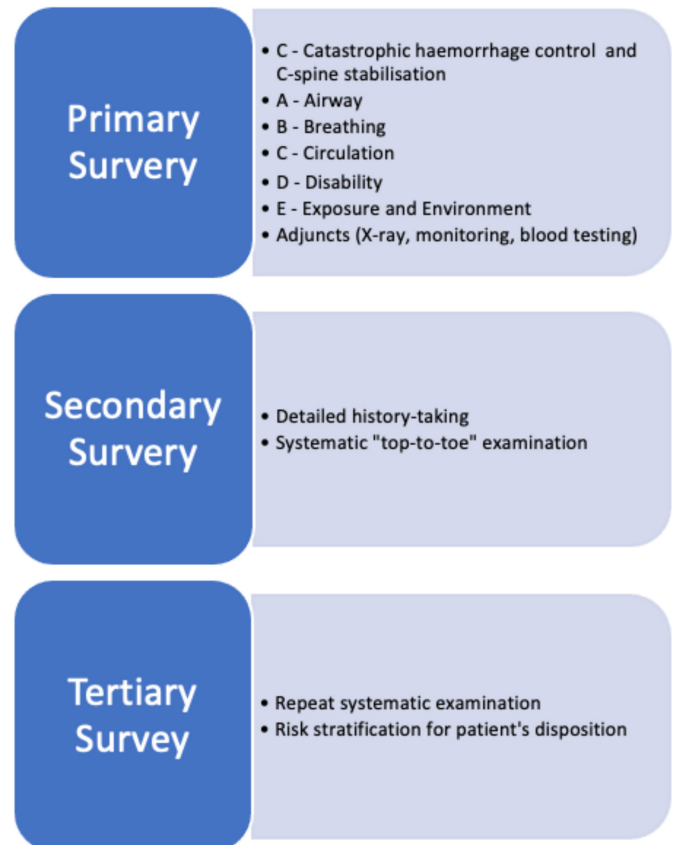 Primary
Survery
• C - Catastrophic haemorrhage control and
C-spine stabilisation
• A - Airway
• B - Breathing
• C - Circulation
• D - Disability
• E - Exposure and Environment
• Adjuncts (X-ray, monitoring, blood testing)
Secondary
Survery
• Detailed history-taking
• Systematic "top-to-toe" examination
Tertiary
Survey
• Repeat systematic examination
• Risk stratification for patient's disposition